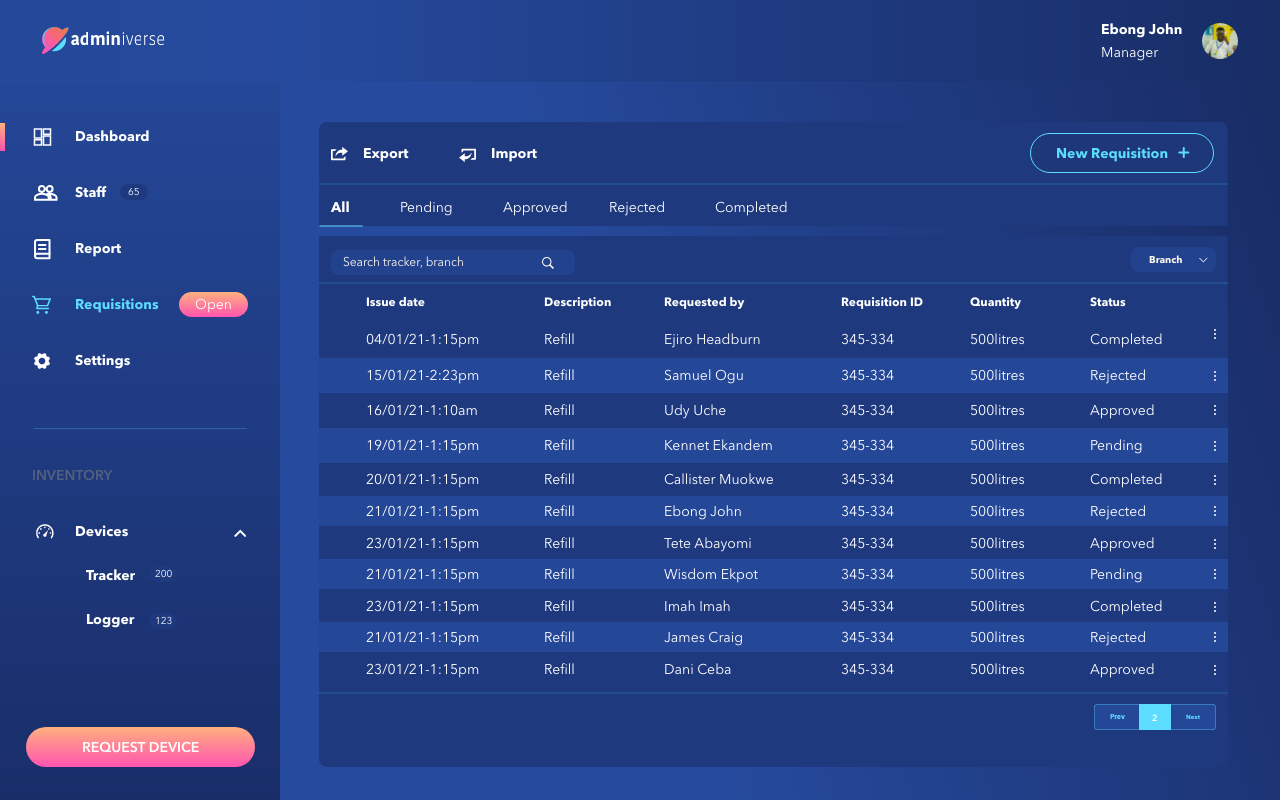 adminiverse
Ebong John
Manager
Dashboard
Staff 65
Report
Requisitions Open
Settings
INVENTORY
Devices
Tracker 200
Logger 123
REQUEST DEVICE
Export Import New Requisition +
All Pending Approved Rejected Completed
Search tracker, branch Branch
Issue date Description Requested by Requisition ID Quantity Status
04/01/21-1:15pm Refill Ejiro Headburn 345-334 500litres Completed
15/01/21-2:23pm Refill Samuel Ogu 345-334 500litres Rejected
16/01/21-1:10am Refill Udy Uche 345-334 500litres Approved
19/01/21-1:15pm Refill Kennet Ekandem 345-334 500litres Pending
20/01/21-1:15pm Refill Callister Muokwe 345-334 500litres Completed
21/01/21-1:15pm Refill Ebong John 345-334 500litres Rejected
23/01/21-1:15pm Refill Tete Abayomi 345-334 500litres Approved
21/01/21-1:15pm Refill Wisdom Ekpot 345-334 500litres Pending
23/01/21-1:15pm Refill Imah Imah 345-334 500litres Completed
21/01/21-1:15pm Refill James Craig 345-334 500litres Rejected
23/01/21-1:15pm Refill Dani Ceba 345-334 500litres Approved
Prev 2 Next